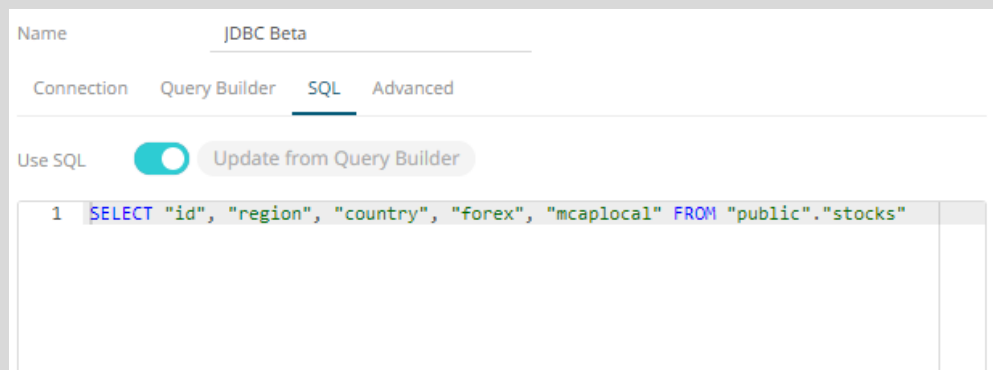 Name JDBC Beta
Connection Query Builder SQL Advanced
Use SQL Update from Query Builder
1 SELECT "id", "region", "country", "forex", "mcaplocal" FROM "public"."stocks"